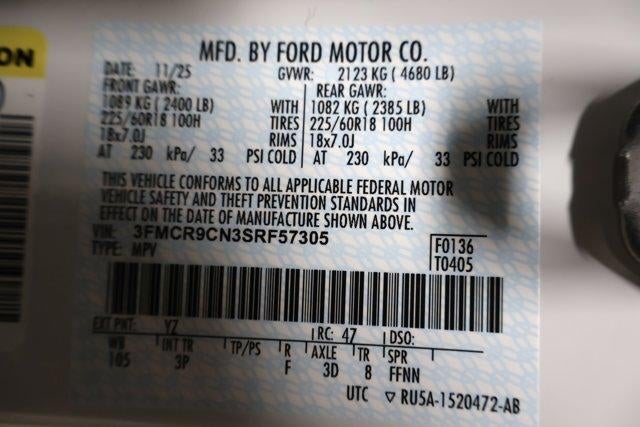 ON
MFD. BY FORD MOTOR CO.
DATE: 11/25 GVWR: 2123 KG ( 4680 LB)
FRONT GAWR: REAR GAWR:
1089 KG ( 2400 LB) WITH 1082 KG ( 2385 LB) WITH
225/60R18 100H TIRES 225/60R18 100H TIRES
18x7.0J RIMS 18x7.0J RIMS
AT 230 kPa/ 33 PSI COLD AT 230 kPa/ 33 PSI COLD
THIS VEHICLE CONFORMS TO ALL APPLICABLE FEDERAL MOTOR
VEHICLE SAFETY AND THEFT PREVENTION STANDARDS IN
EFFECT ON THE DATE OF MANUFACTURE SHOWN ABOVE.
VIN: 3FMCR9CN3SRF57305 F0136
TYPE: MPV T0405
EXT PNT: YZ RC: 47 DSO:
WB INT TR TP/PS R AXLE TR SPR
105 3P F 3D 8 FFNN
UTC ▽ RU5A-1520472-AB